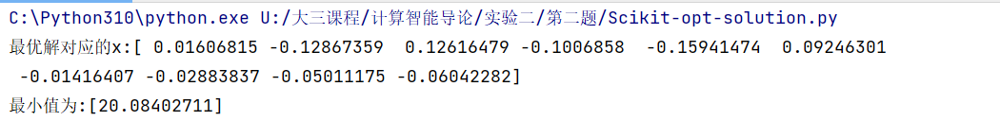 C:\Python310\python.exe U:/大三课程/计算智能导论/实验二/第二题/Scikit-opt-solution.py
最优解对应的x:[ 0.01606815 -0.12867359  0.12616479 -0.1006858  -0.15941474  0.09246301
 -0.01416407 -0.02883837 -0.05011175 -0.06042282]
最小值为:[20.08402711]